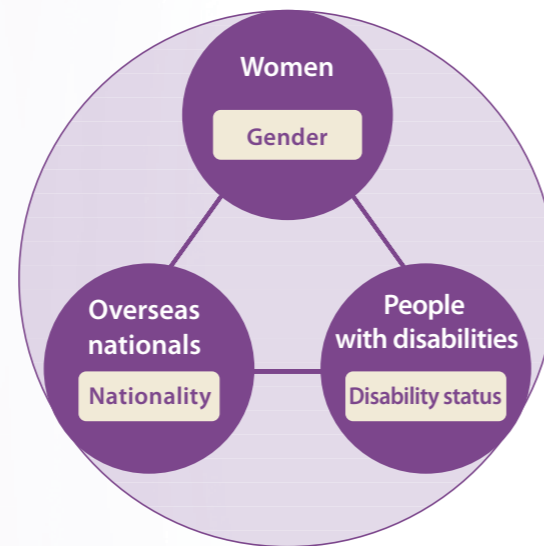 Women
Gender
Overseas
nationals
Nationality
People
with disabilities
Disability status